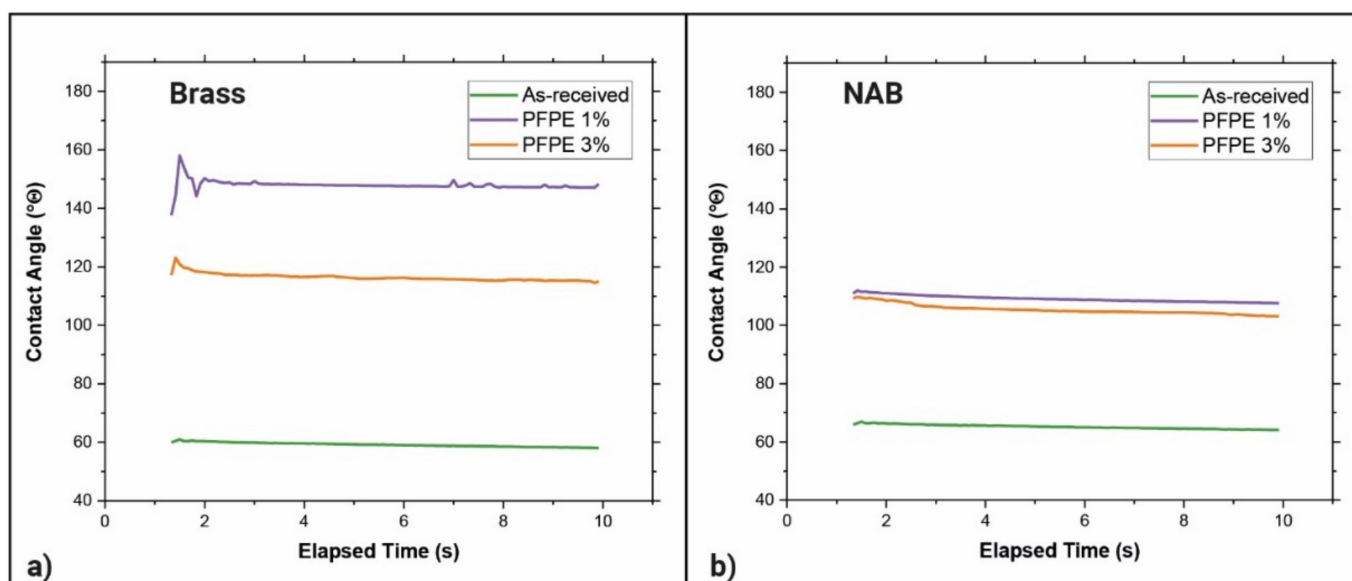 Brass
As-received
PFPE 1%
PFPE 3%
180
160
140
120
100
80
60
40
0
2
4
6
8
10
Contact Angle (°Θ)
Elapsed Time (s)
a)
NAB
As-received
PFPE 1%
PFPE 3%
180
160
140
120
100
80
60
40
0
2
4
6
8
10
Contact Angle (°Θ)
Elapsed Time (s)
b)